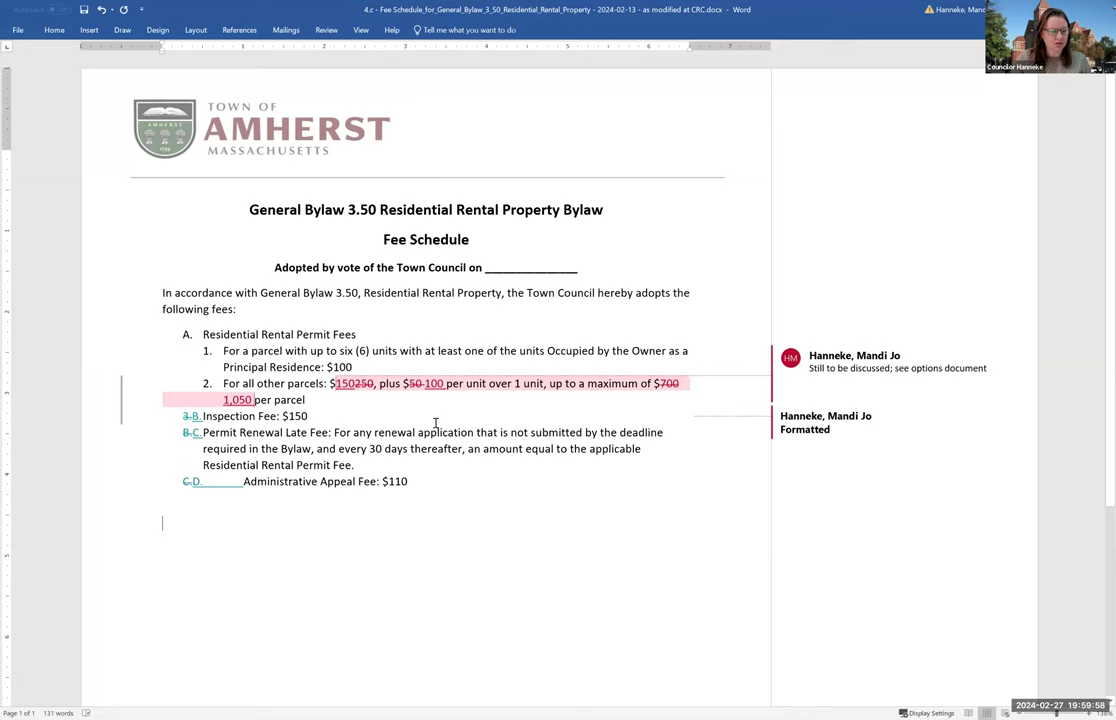 4.c - Fee Schedule_for_General_Bylaw_3_50_Residential_Rental_Property - 2024-02-13 - as modified at CRC.docx - Word
Hanneke, Mand
File Home Insert Draw Design Layout References Mailings Review View Help Tell me what you want to do
Councilor Hanneke
TOWN OF
AMHERST
MASSACHUSETTS
General Bylaw 3.50 Residential Rental Property Bylaw
Fee Schedule
Adopted by vote of the Town Council on _______________
In accordance with General Bylaw 3.50, Residential Rental Property, the Town Council hereby adopts the
following fees:
A. Residential Rental Permit Fees
1. For a parcel with up to six (6) units with at least one of the units Occupied by the Owner as a
Principal Residence: $100
2. For all other parcels: $150250, plus $50 100 per unit over 1 unit, up to a maximum of $700
1,050 per parcel
3.B. Inspection Fee: $150
B.C. Permit Renewal Late Fee: For any renewal application that is not submitted by the deadline
required in the Bylaw, and every 30 days thereafter, an amount equal to the applicable
Residential Rental Permit Fee.
C.D. Administrative Appeal Fee: $110
HM Hanneke, Mandi Jo
Still to be discussed; see options document
Hanneke, Mandi Jo
Formatted
Page 1 of 1 131 words
Display Settings
2024-02-27 19:59:58